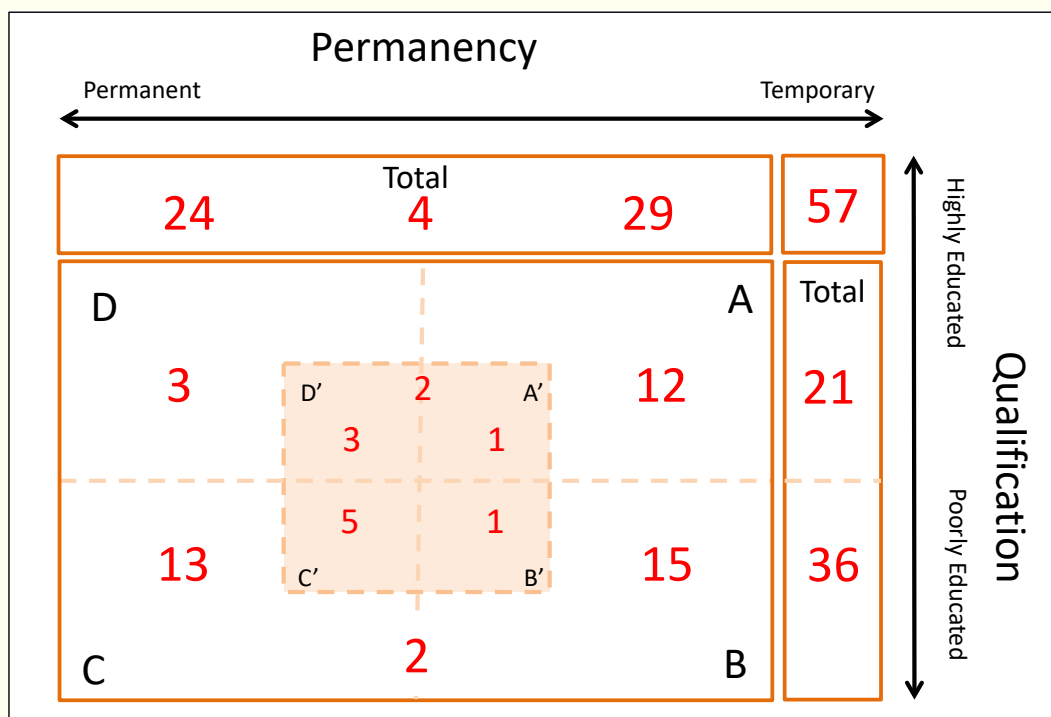 Permanency
Permanent Temporary
Total
24 4 29 57
D A Total
Highly Educated
3 12 21
D’ 2 A’
3 1
Qualification
5 1
13 15 36
C’ B’
Poorly Educated
2
C B